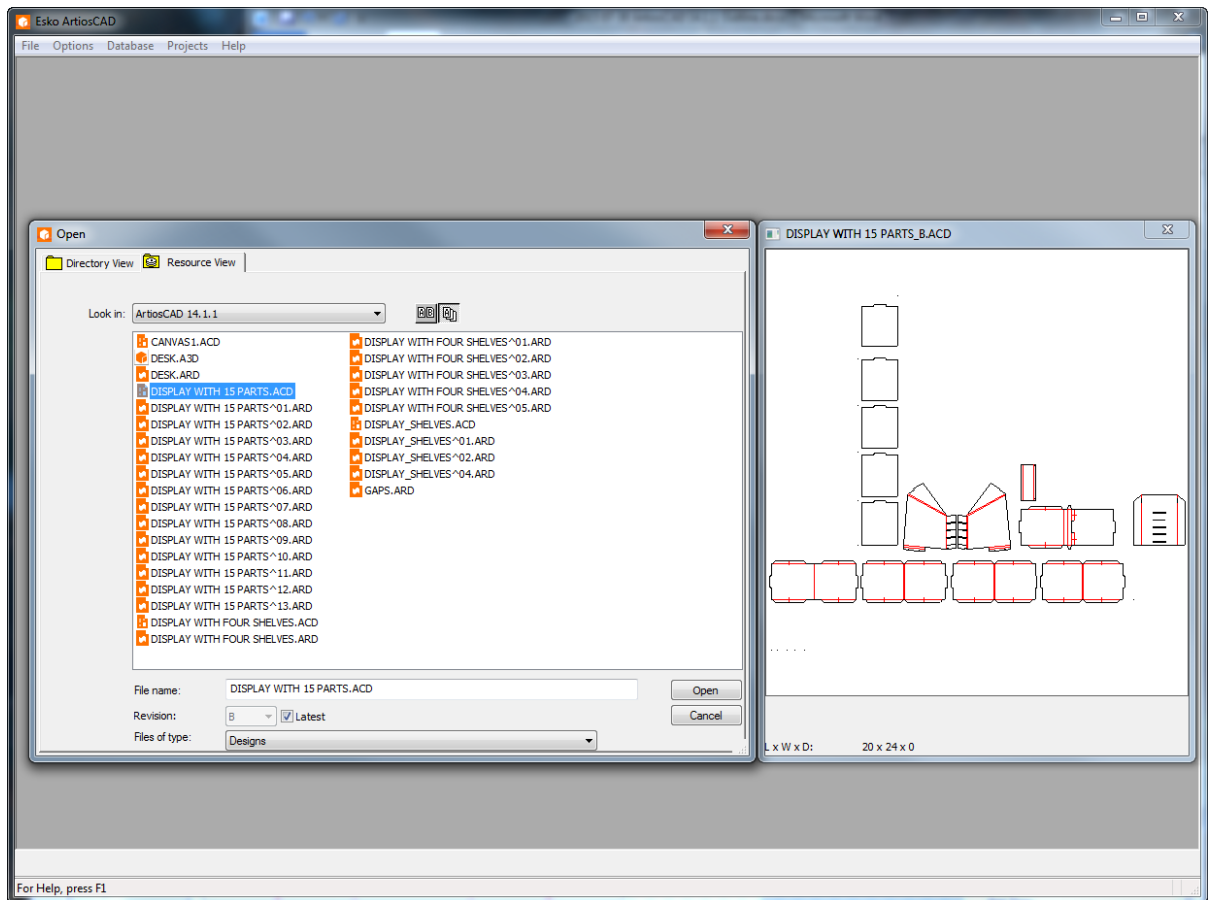 Esko ArtiosCAD
File Options Database Projects Help
Open
Directory View Resource View
Look in: ArtiosCAD 14.1.1
CANVAS1.ACD
DESK.A3D
DESK.ARD
DISPLAY WITH 15 PARTS.ACD
DISPLAY WITH 15 PARTS^01.ARD
DISPLAY WITH 15 PARTS^02.ARD
DISPLAY WITH 15 PARTS^03.ARD
DISPLAY WITH 15 PARTS^04.ARD
DISPLAY WITH 15 PARTS^05.ARD
DISPLAY WITH 15 PARTS^06.ARD
DISPLAY WITH 15 PARTS^07.ARD
DISPLAY WITH 15 PARTS^08.ARD
DISPLAY WITH 15 PARTS^09.ARD
DISPLAY WITH 15 PARTS^10.ARD
DISPLAY WITH 15 PARTS^11.ARD
DISPLAY WITH 15 PARTS^12.ARD
DISPLAY WITH 15 PARTS^13.ARD
DISPLAY WITH FOUR SHELVES.ACD
DISPLAY WITH FOUR SHELVES.ARD
DISPLAY WITH FOUR SHELVES^01.ARD
DISPLAY WITH FOUR SHELVES^02.ARD
DISPLAY WITH FOUR SHELVES^03.ARD
DISPLAY WITH FOUR SHELVES^04.ARD
DISPLAY WITH FOUR SHELVES^05.ARD
DISPLAY_SHELVES.ACD
DISPLAY_SHELVES^01.ARD
DISPLAY_SHELVES^02.ARD
DISPLAY_SHELVES^04.ARD
GAPS.ARD
File name: DISPLAY WITH 15 PARTS.ACD Open
Revision: B Latest Cancel
Files of type: Designs
DISPLAY WITH 15 PARTS_B.ACD
L x W x D: 20 x 24 x 0
For Help, press F1